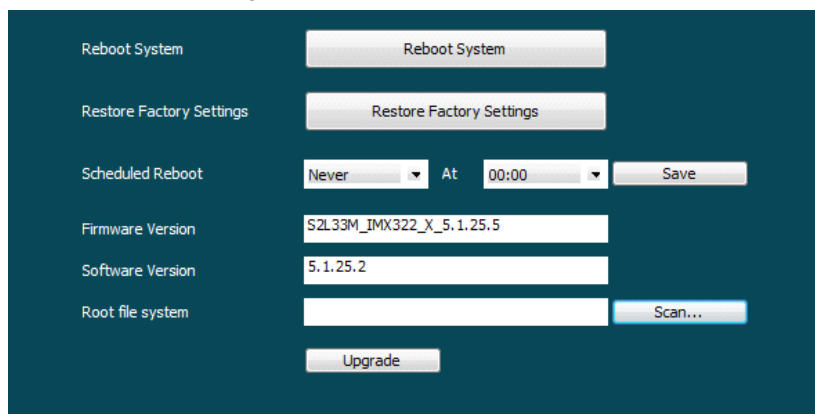 Reboot System Reboot System
Restore Factory Settings Restore Factory Settings
Scheduled Reboot Never At 00:00 Save
Firmware Version S2L33M_IMX322_X_5.1.25.5
Software Version 5.1.25.2
Root file system Scan...
Upgrade